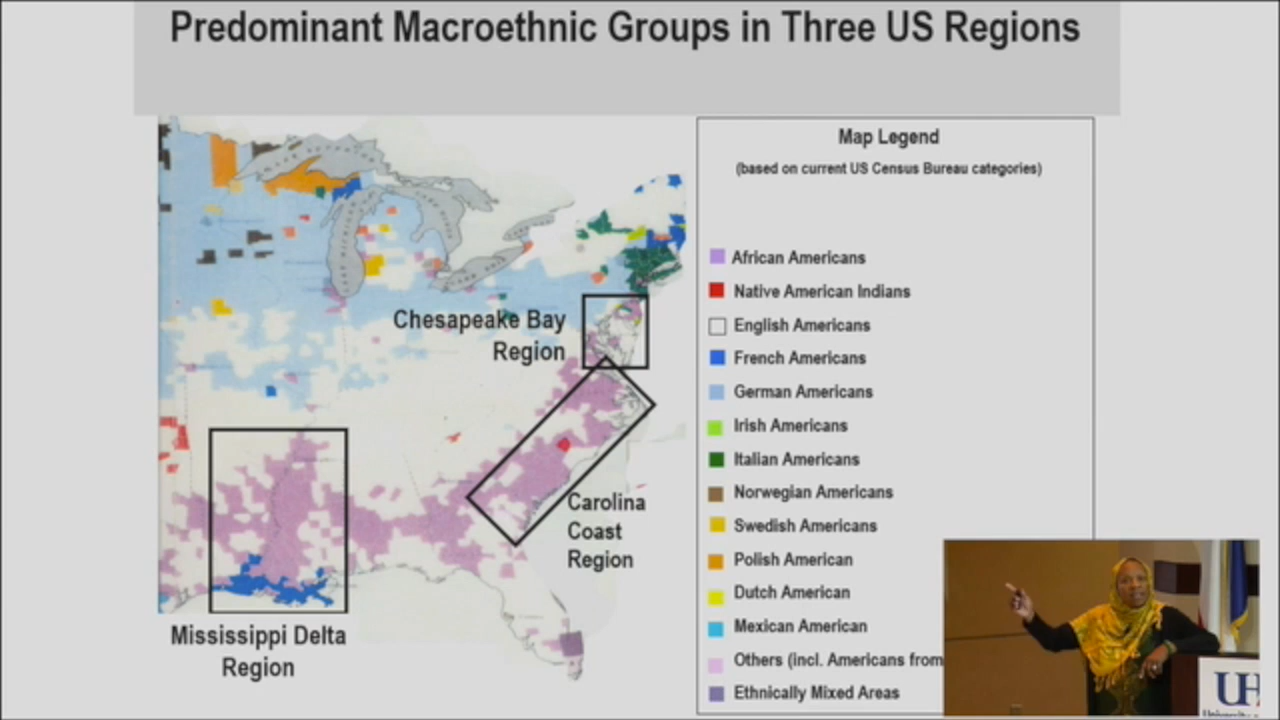 Predominant Macroethnic Groups in Three US Regions
Map Legend
(based on current US Census Bureau categories)
African Americans
Native American Indians
English Americans
French Americans
German Americans
Irish Americans
Italian Americans
Norwegian Americans
Swedish Americans
Polish American
Dutch American
Mexican American
Others (incl. Americans from
Ethnically Mixed Areas
Chesapeake Bay
Region
Carolina
Coast
Region
Mississippi Delta
Region
UH